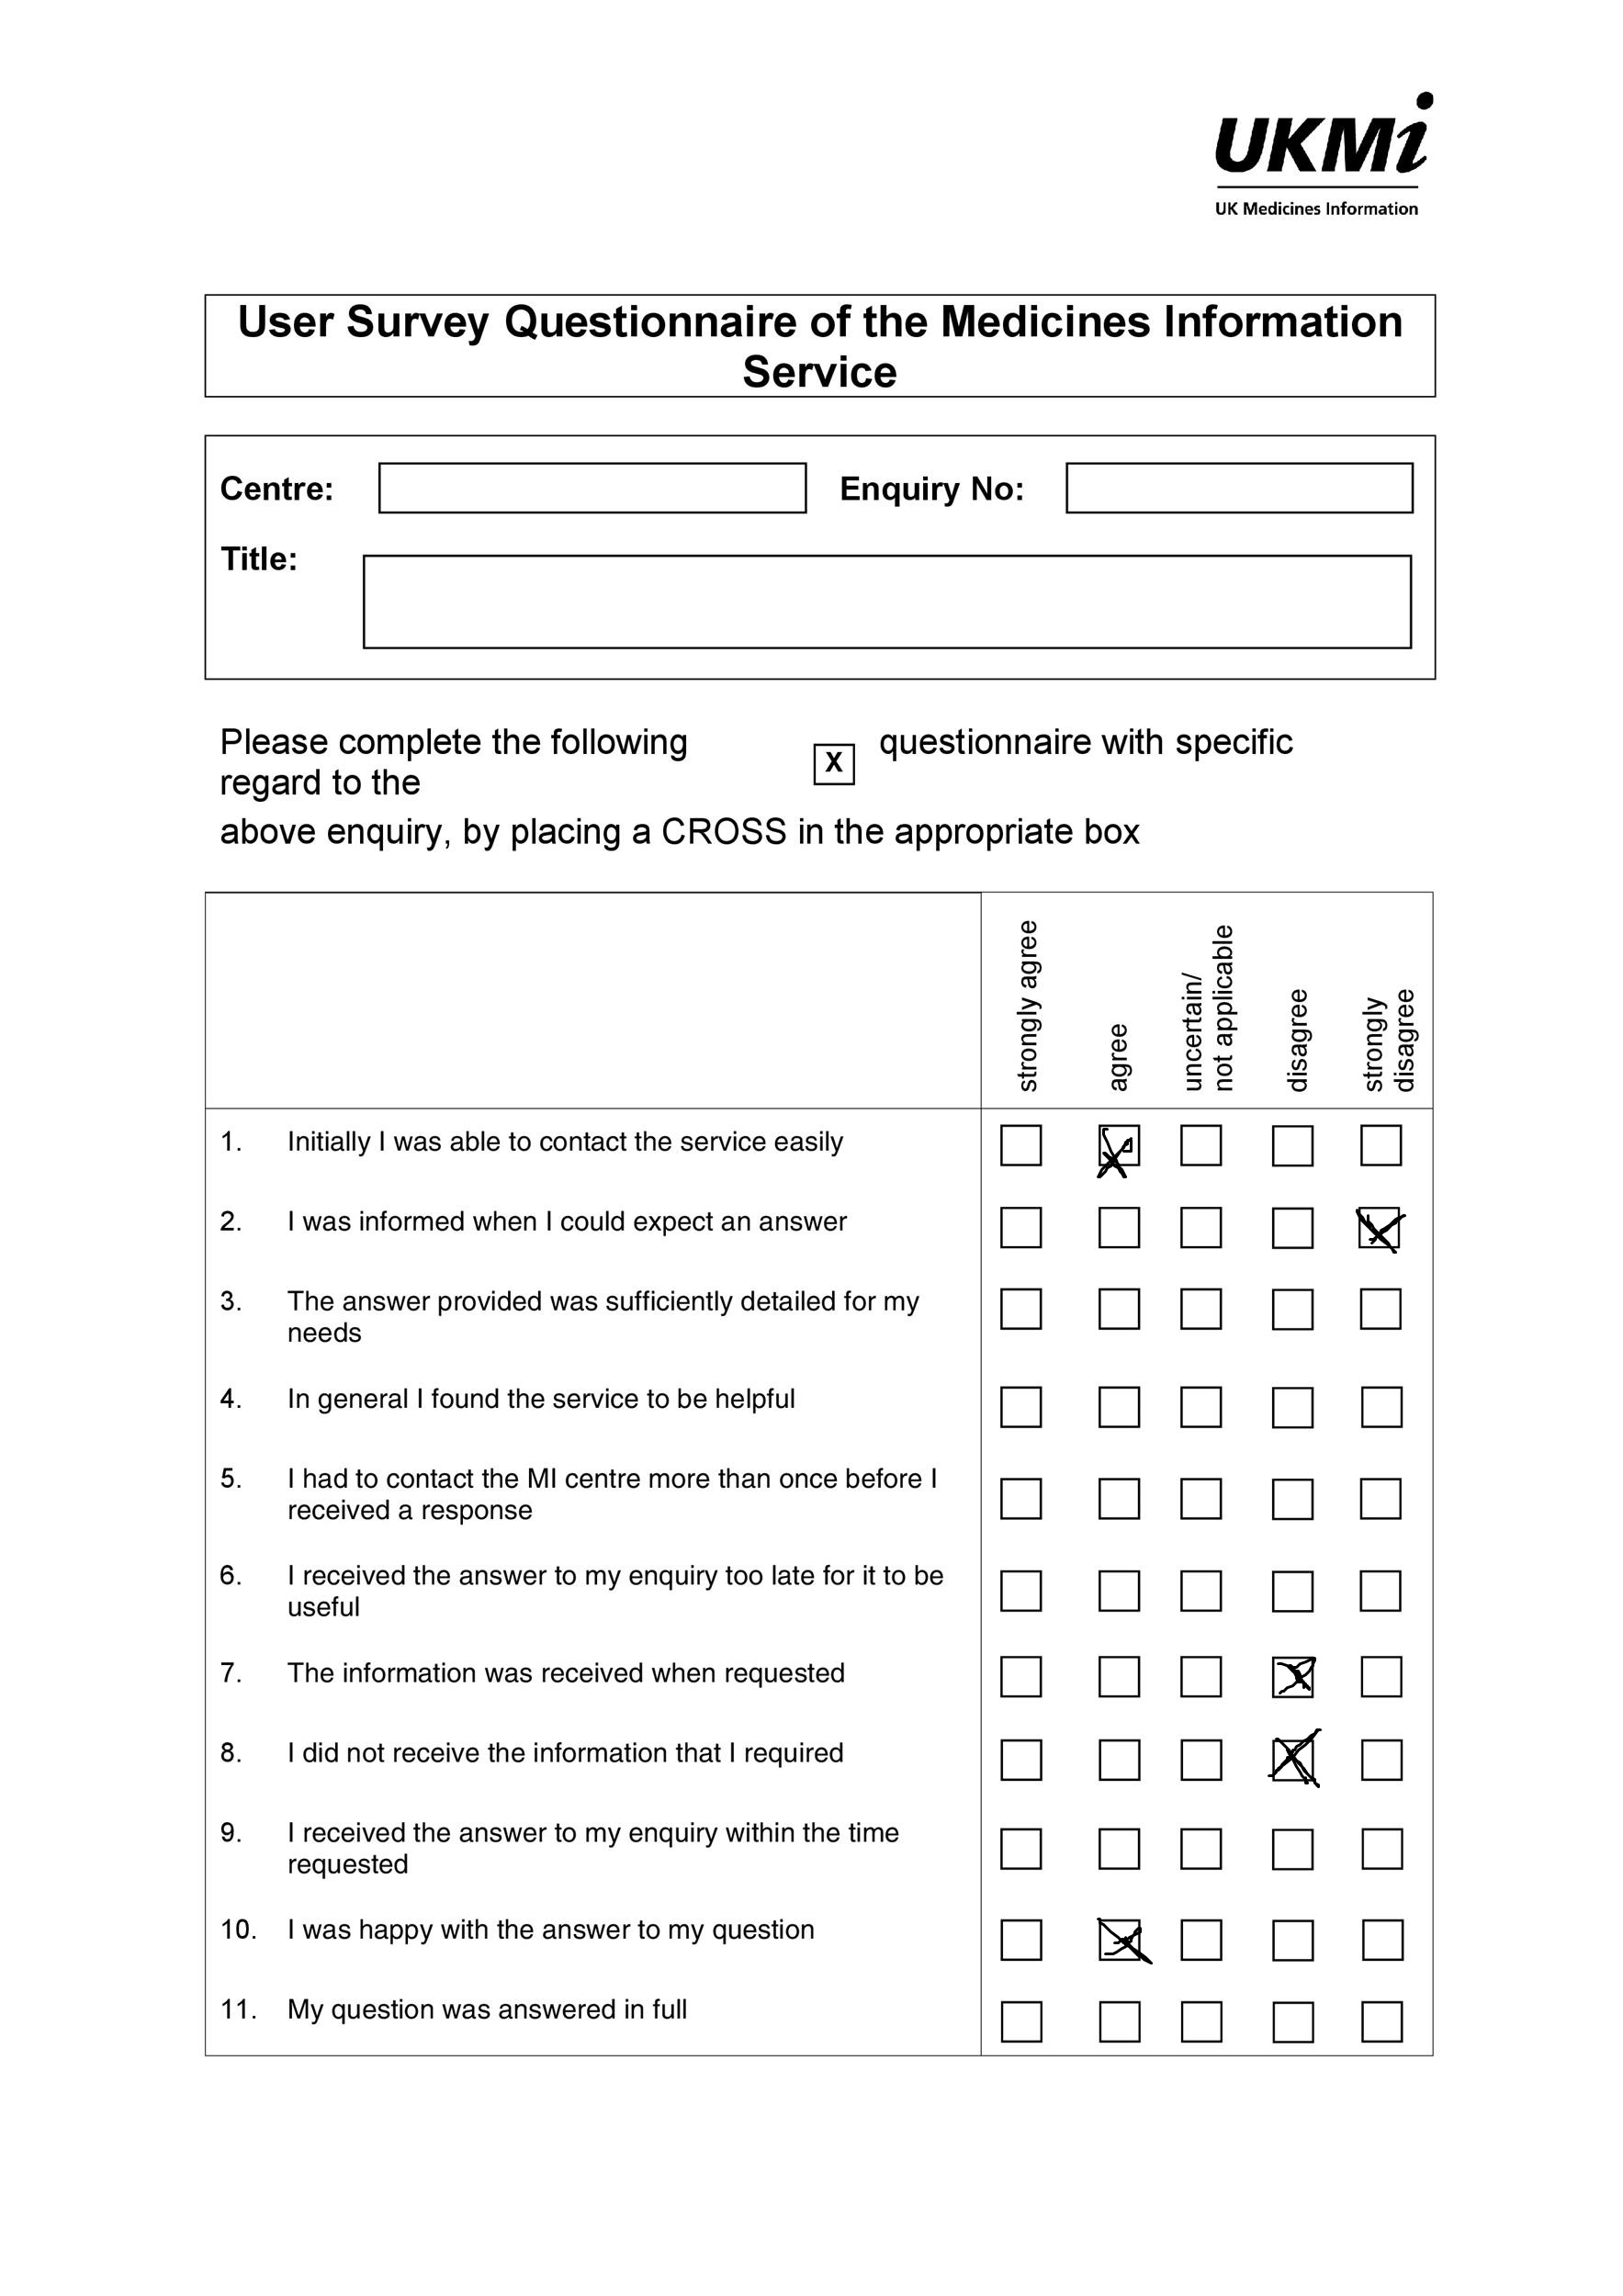 UKMi
UK Medicines Information
User Survey Questionnaire of the Medicines Information
Service
Centre:
Enquiry No:
Title:
Please complete the following
X
questionnaire with specific
regard to the
above enquiry, by placing a CROSS in the appropriate box
strongly agree
agree
uncertain/
not applicable
disagree
strongly
disagree
1. Initially I was able to contact the service easily
2. I was informed when I could expect an answer
3. The answer provided was sufficiently detailed for my
needs
4. In general I found the service to be helpful
5. I had to contact the MI centre more than once before I
received a response
6. I received the answer to my enquiry too late for it to be
useful
7. The information was received when requested
8. I did not receive the information that I required
9. I received the answer to my enquiry within the time
requested
10. I was happy with the answer to my question
11. My question was answered in full